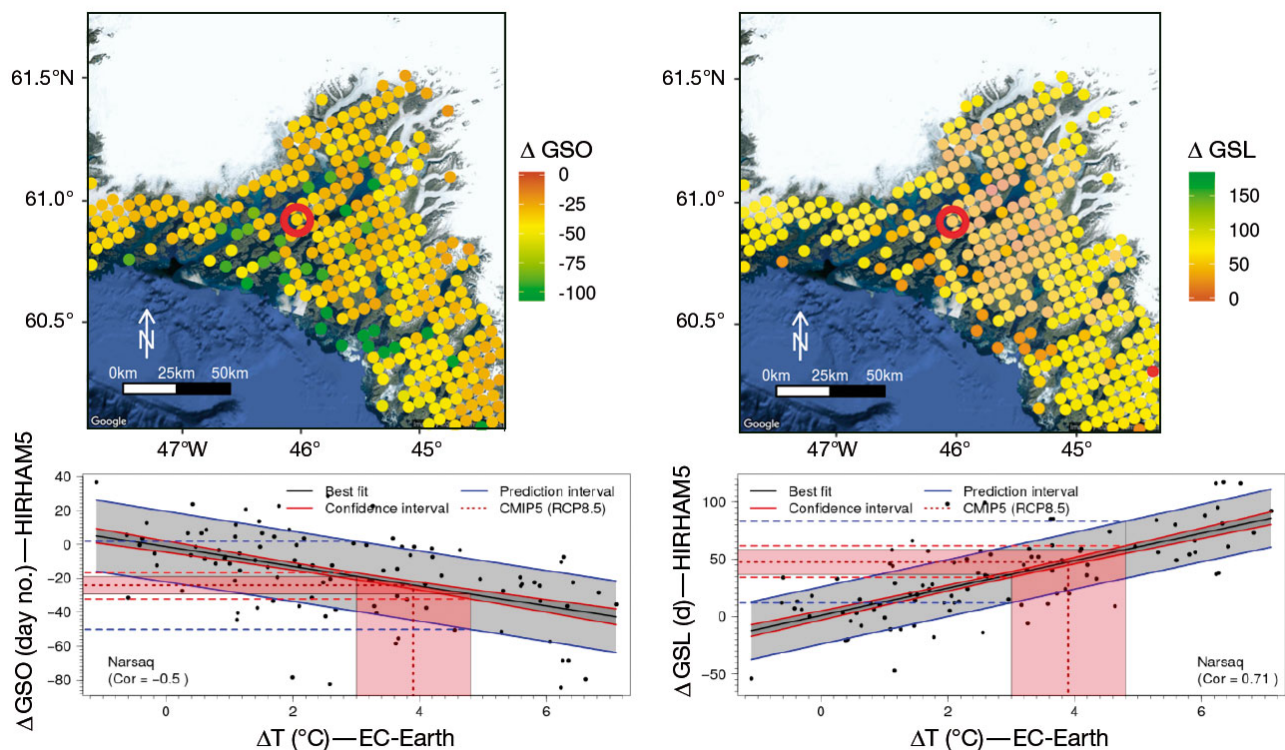 61.5°N
61.0°
60.5°
47°W
46°
45°
0km 25km 50km
N
Google
Δ GSO
0
-25
-50
-75
-100
61.5°N
61.0°
60.5°
47°W
46°
45°
0km 25km 50km
N
Google
Δ GSL
150
100
50
0
ΔGSO (day no.)—HIRHAM5
40
20
0
-20
-40
-60
-80
Best fit
Confidence interval
Prediction interval
CMIP5 (RCP8.5)
Narsaq
(Cor = -0.5 )
0 2 4 6
ΔT (°C)—EC-Earth
ΔGSL (d)—HIRHAM5
100
50
0
-50
Best fit
Confidence interval
Prediction interval
CMIP5 (RCP8.5)
Narsaq
(Cor = 0.71 )
0 2 4 6
ΔT (°C)—EC-Earth